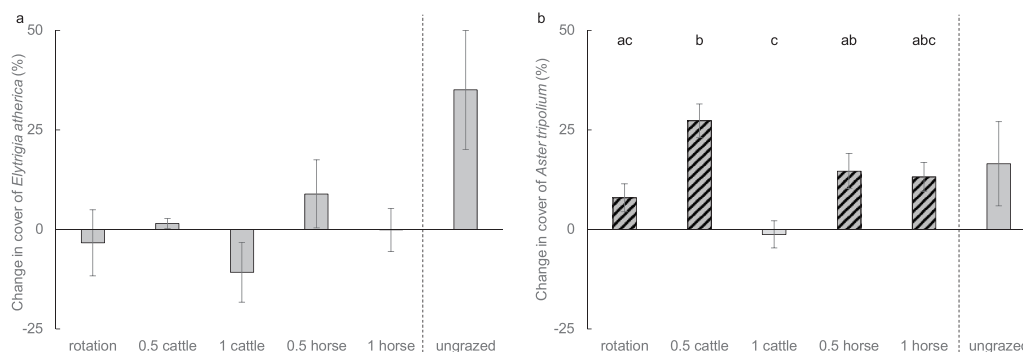 a
Change in cover of Elytrigia atherica (%)
50
25
0
-25
rotation 0.5 cattle 1 cattle 0.5 horse 1 horse ungrazed
b
Change in cover of Aster tripolium (%)
50
25
0
-25
ac b c ab abc
rotation 0.5 cattle 1 cattle 0.5 horse 1 horse ungrazed